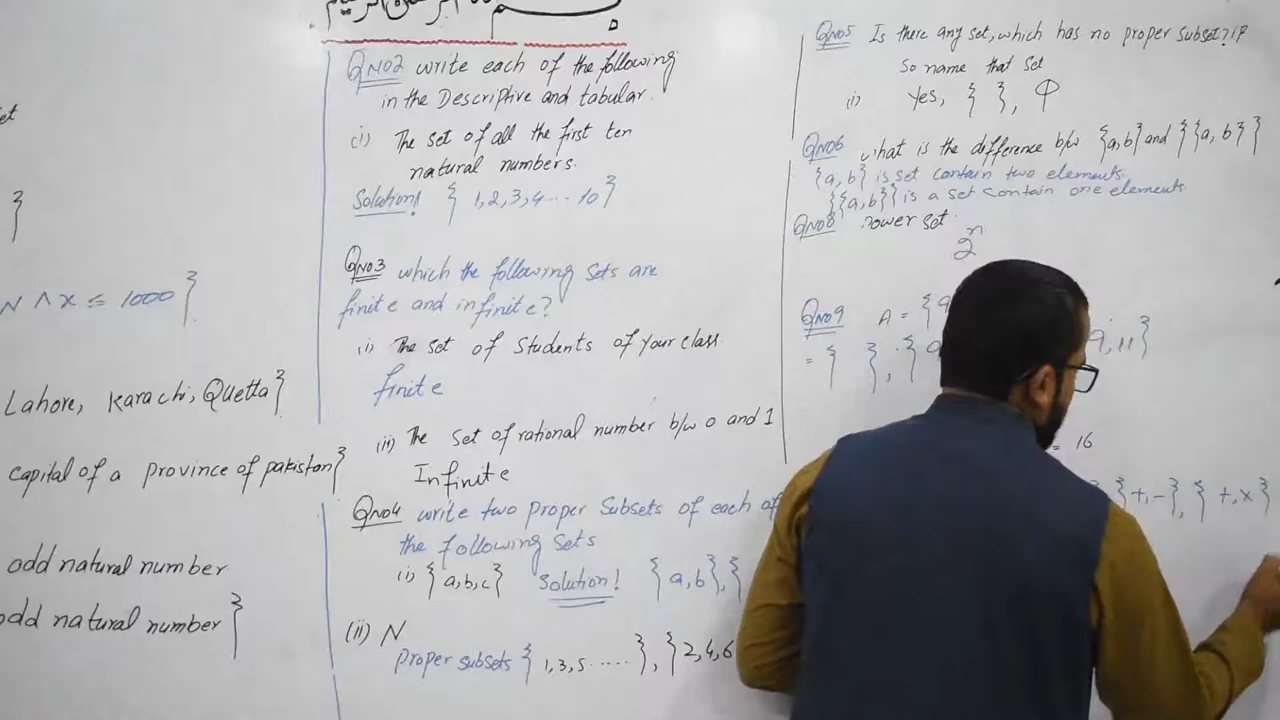 et
}
N ∧ x ≤ 1000 }
Lahore, Karachi, Quetta}
capital of a province of pakistan}
odd natural number
odd natural number }
QNO2 write each of the following
in the Descriptive and tabular.
(i) The set of all the first ten
natural numbers.
Solution! { 1,2,3,4... 10 }
QNO3 which the following Sets are
finite and infinite?
(i) The set of Students of your class.
finite
(ii) The set of rational number b/w 0 and 1
Infinite
QNO4 write two proper Subsets of each of
the following Sets
(i) { a,b,c} Solution! { a,b},{
(ii) N
Proper subsets { 1,3,5 ..... }, { 2,4,6
QNO5 Is there any set, which has no proper subset? If
So name that set
(i) Yes, { }, Φ
QNO6 what is the difference b/w {a,b} and {{a,b}}
{a,b} is set contain two elements.
{{a,b}} is a set contain one elements.
QNO8 Power set.
2ⁿ
QNO9 A = {
= { }, { 9,11}
= 16
{+,-}, { +,x}